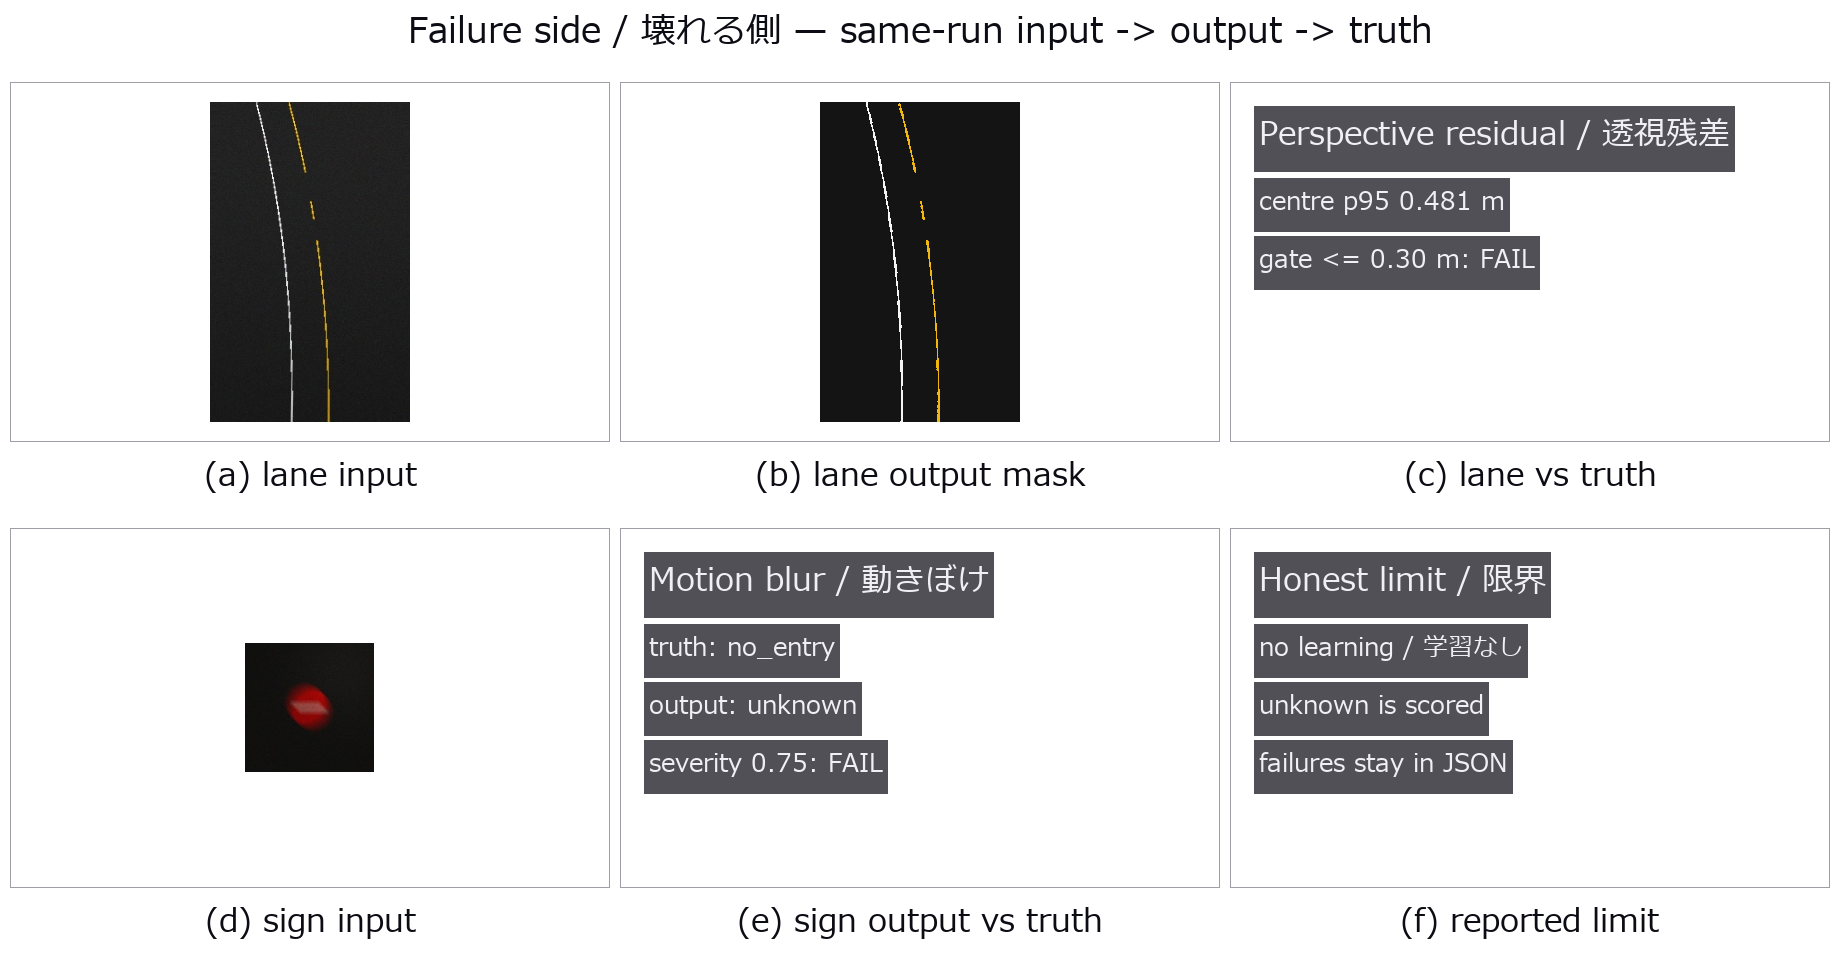 Failure side / 壊れる側 — same-run input -> output -> truth
Perspective residual / 透視残差
centre p95 0.481 m
gate <= 0.30 m: FAIL
(a) lane input
(b) lane output mask
(c) lane vs truth
Motion blur / 動きぼけ
truth: no_entry
output: unknown
severity 0.75: FAIL
Honest limit / 限界
no learning / 学習なし
unknown is scored
failures stay in JSON
(d) sign input
(e) sign output vs truth
(f) reported limit